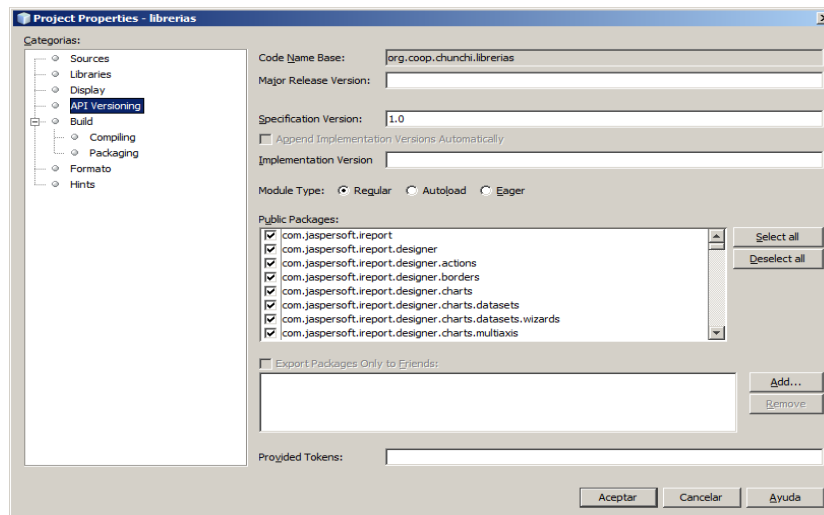 Project Properties - librerias
Categorias:
Sources
Libraries
Display
API Versioning
Build
Compiling
Packaging
Formato
Hints
Code Name Base: org.coop.chunchi.librerias
Major Release Version:
Specification Version: 1.0
Append Implementation Versions Automatically
Implementation Version
Module Type: Regular Autoload Eager
Public Packages:
com.jaspersoft.ireport
com.jaspersoft.ireport.designer
com.jaspersoft.ireport.designer.actions
com.jaspersoft.ireport.designer.borders
com.jaspersoft.ireport.designer.charts
com.jaspersoft.ireport.designer.charts.datasets
com.jaspersoft.ireport.designer.charts.datasets.wizards
com.jaspersoft.ireport.designer.charts.multiaxis
Select all
Deselect all
Export Packages Only to Friends:
Add...
Remove
Provided Tokens:
Aceptar Cancelar Ayuda